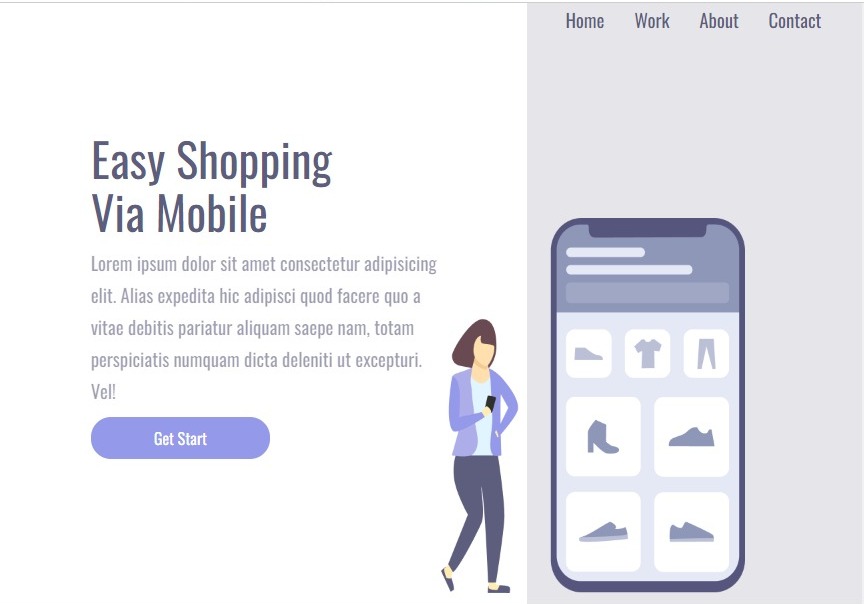 Home Work About Contact
Easy Shopping
Via Mobile
Lorem ipsum dolor sit amet consectetur adipisicing
elit. Alias expedita hic adipisci quod facere quo a
vitae debitis pariatur aliquam saepe nam, totam
perspiciatis numquam dicta deleniti ut excepturi.
Vel!
Get Start